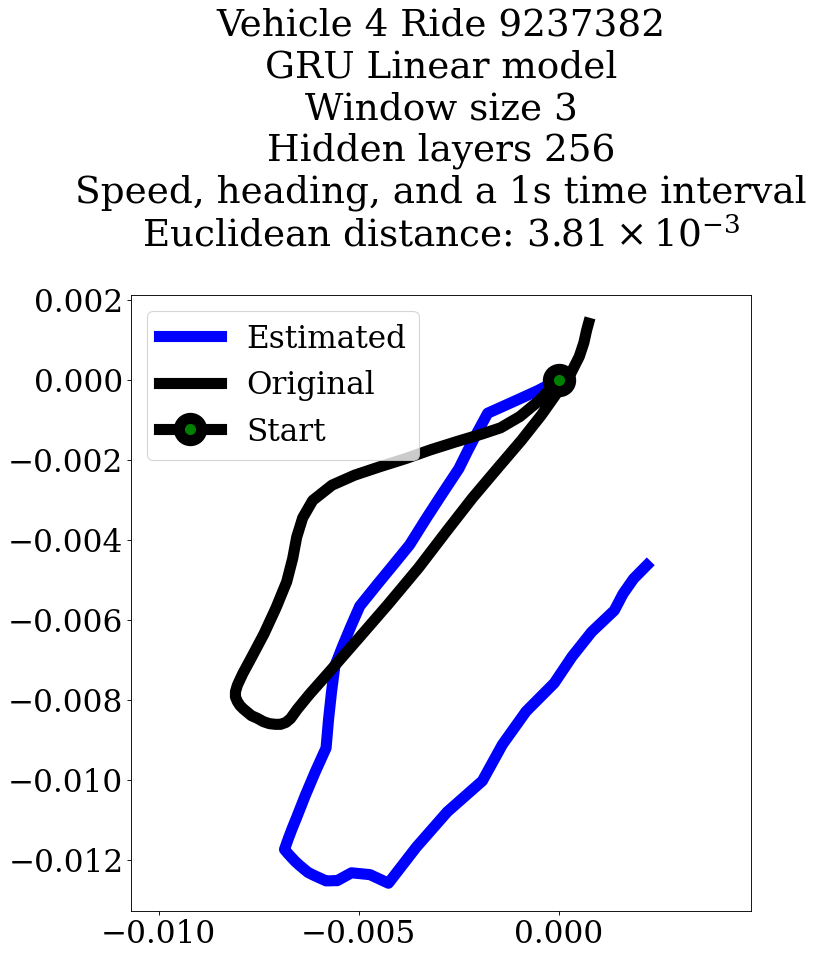 Vehicle 4 Ride 9237382
GRU Linear model
Window size 3
Hidden layers 256
Speed, heading, and a 1s time interval
Euclidean distance: 3.81 × 10⁻³
0.002
0.000
−0.002
−0.004
−0.006
−0.008
−0.010
−0.012
Estimated
Original
Start
−0.010 −0.005 0.000